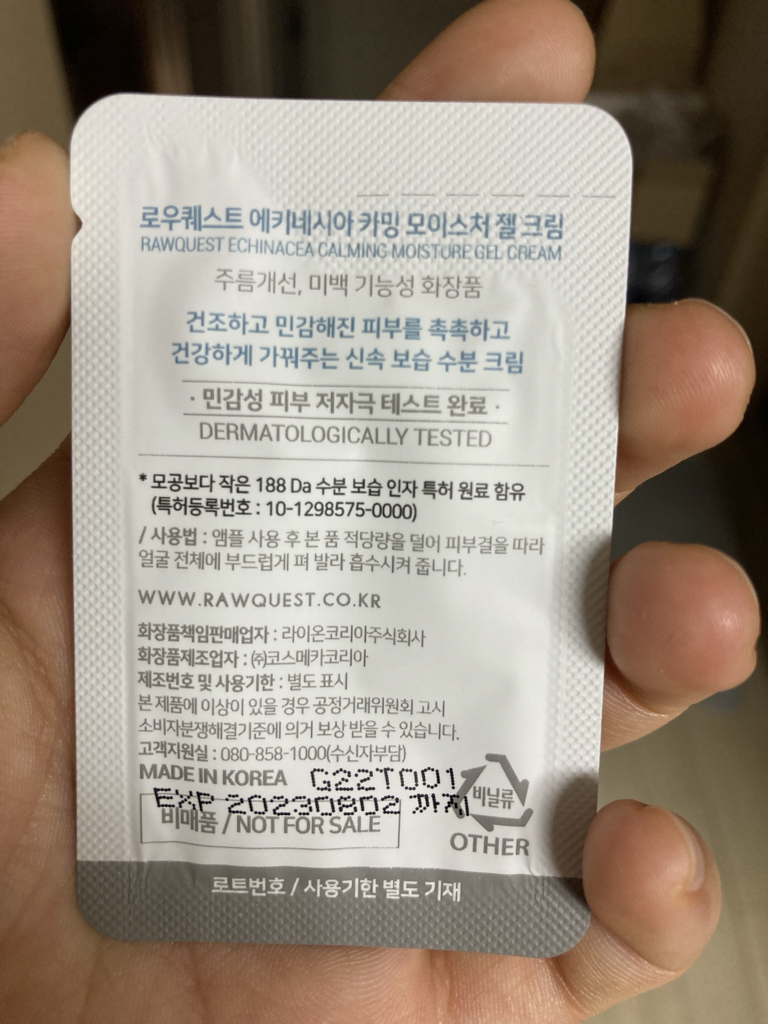 로우퀘스트 에키네시아 카밍 모이스처 젤 크림
RAWQUEST ECHINACEA CALMING MOISTURE GEL CREAM
주름개선, 미백 기능성 화장품
건조하고 민감해진 피부를 촉촉하고
건강하게 가꿔주는 신속 보습 수분 크림
· 민감성 피부 저자극 테스트 완료 ·
DERMATOLOGICALLY TESTED
* 모공보다 작은 188 Da 수분 보습 인자 특허 원료 함유
(특허등록번호 : 10-1298575-0000)
/ 사용법 : 앰플 사용 후 본 품 적당량을 덜어 피부결을 따라
얼굴 전체에 부드럽게 펴 발라 흡수시켜 줍니다.
WWW.RAWQUEST.CO.KR
화장품책임판매업자 : 라이온코리아주식회사
화장품제조업자 : ㈜코스메카코리아
제조번호 및 사용기한 : 별도 표시
본 제품에 이상이 있을 경우 공정거래위원회 고시
소비자분쟁해결기준에 의거 보상 받을 수 있습니다.
고객지원실 : 080-858-1000(수신자부담)
MADE IN KOREA G22T001
EXP 20230802 까지
비매품 / NOT FOR SALE
비닐류
OTHER
로트번호 / 사용기한 별도 기재